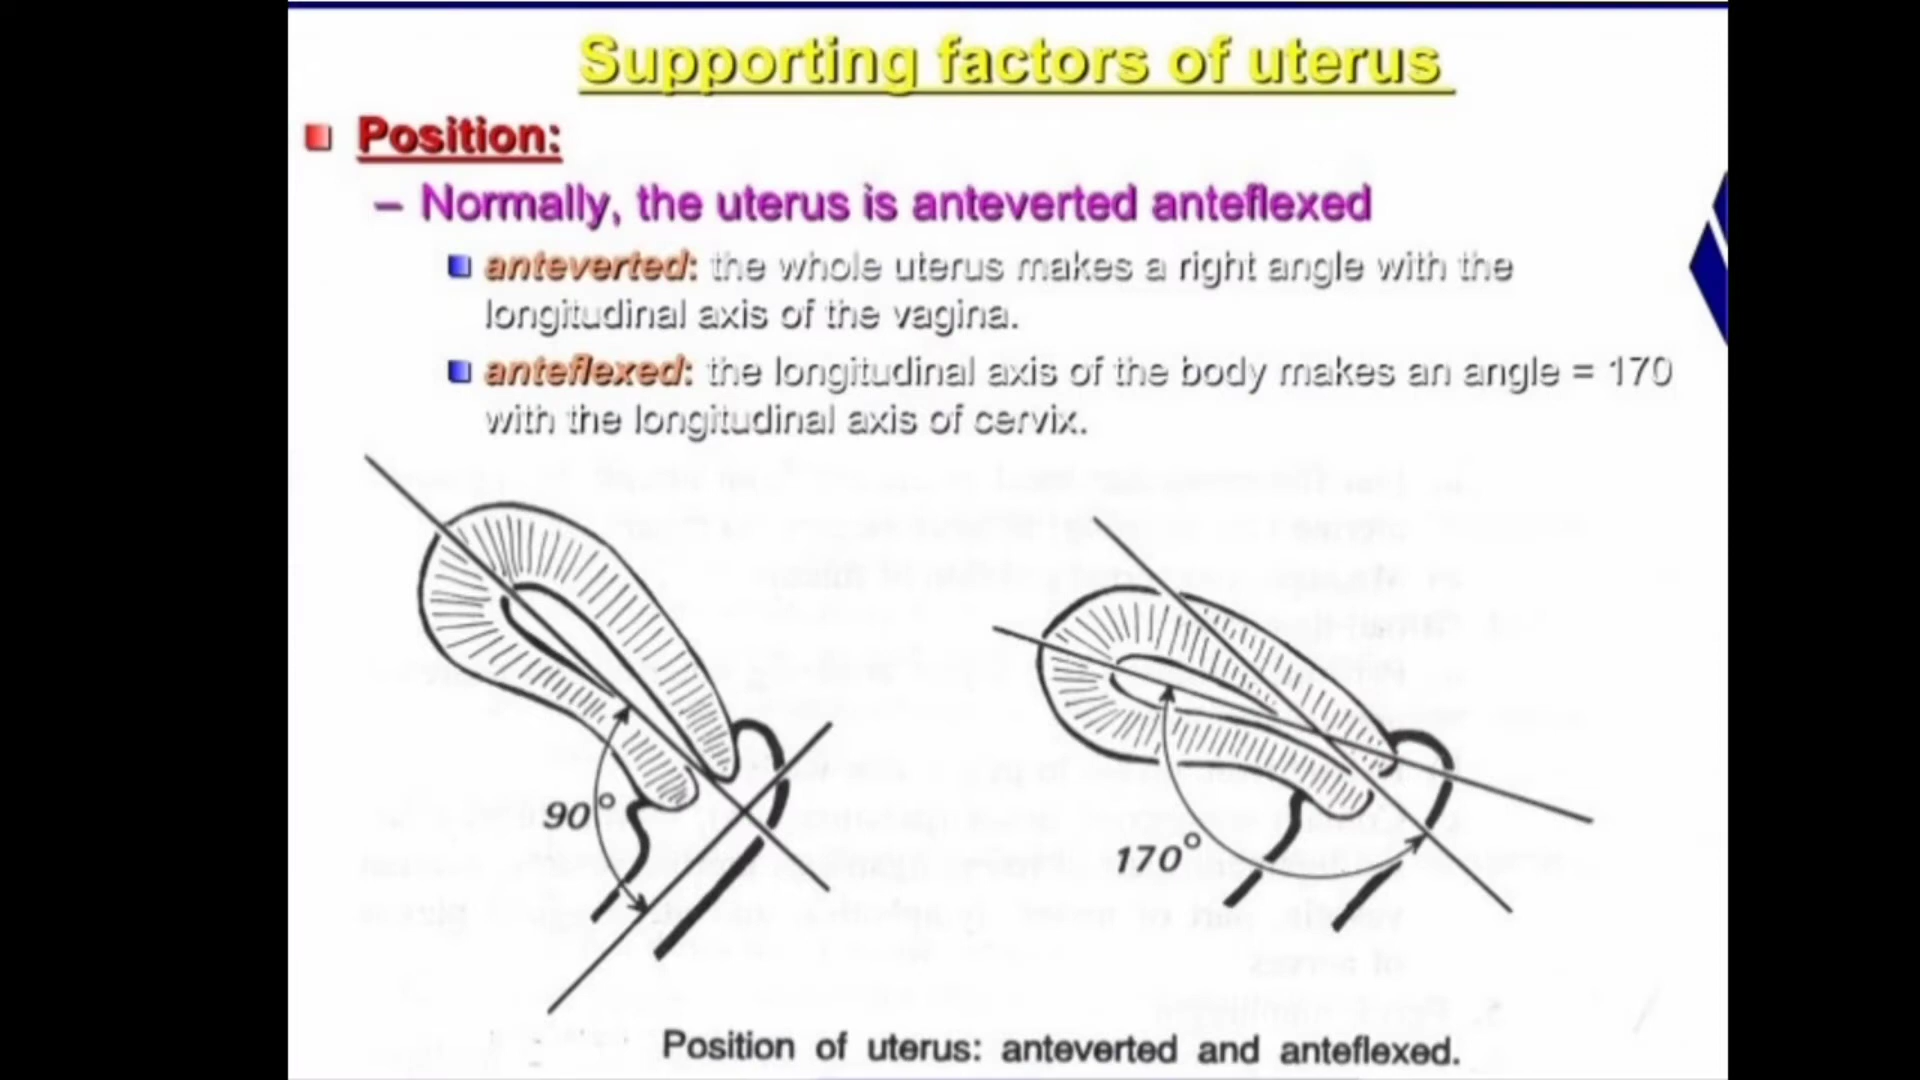 Supporting factors of uterus
Position:
– Normally, the uterus is anteverted anteflexed
anteverted: the whole uterus makes a right angle with the
longitudinal axis of the vagina.
anteflexed: the longitudinal axis of the body makes an angle = 170
with the longitudinal axis of cervix.
90°
170°
Position of uterus: anteverted and anteflexed.